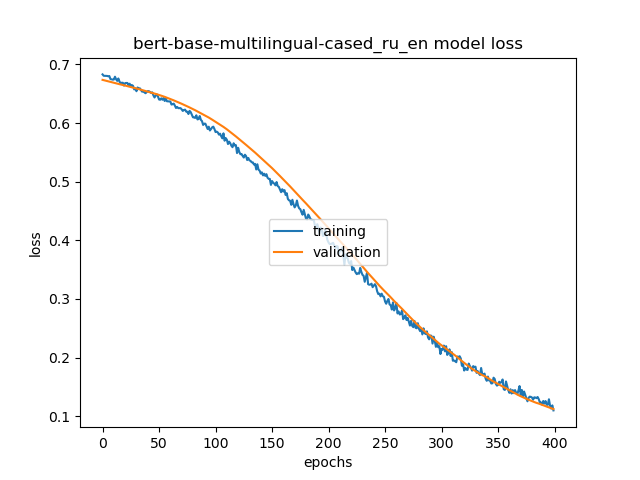 bert-base-multilingual-cased_ru_en model loss
0.7
0.6
0.5
0.4
0.3
0.2
0.1
loss
training
validation
0 50 100 150 200 250 300 350 400
epochs